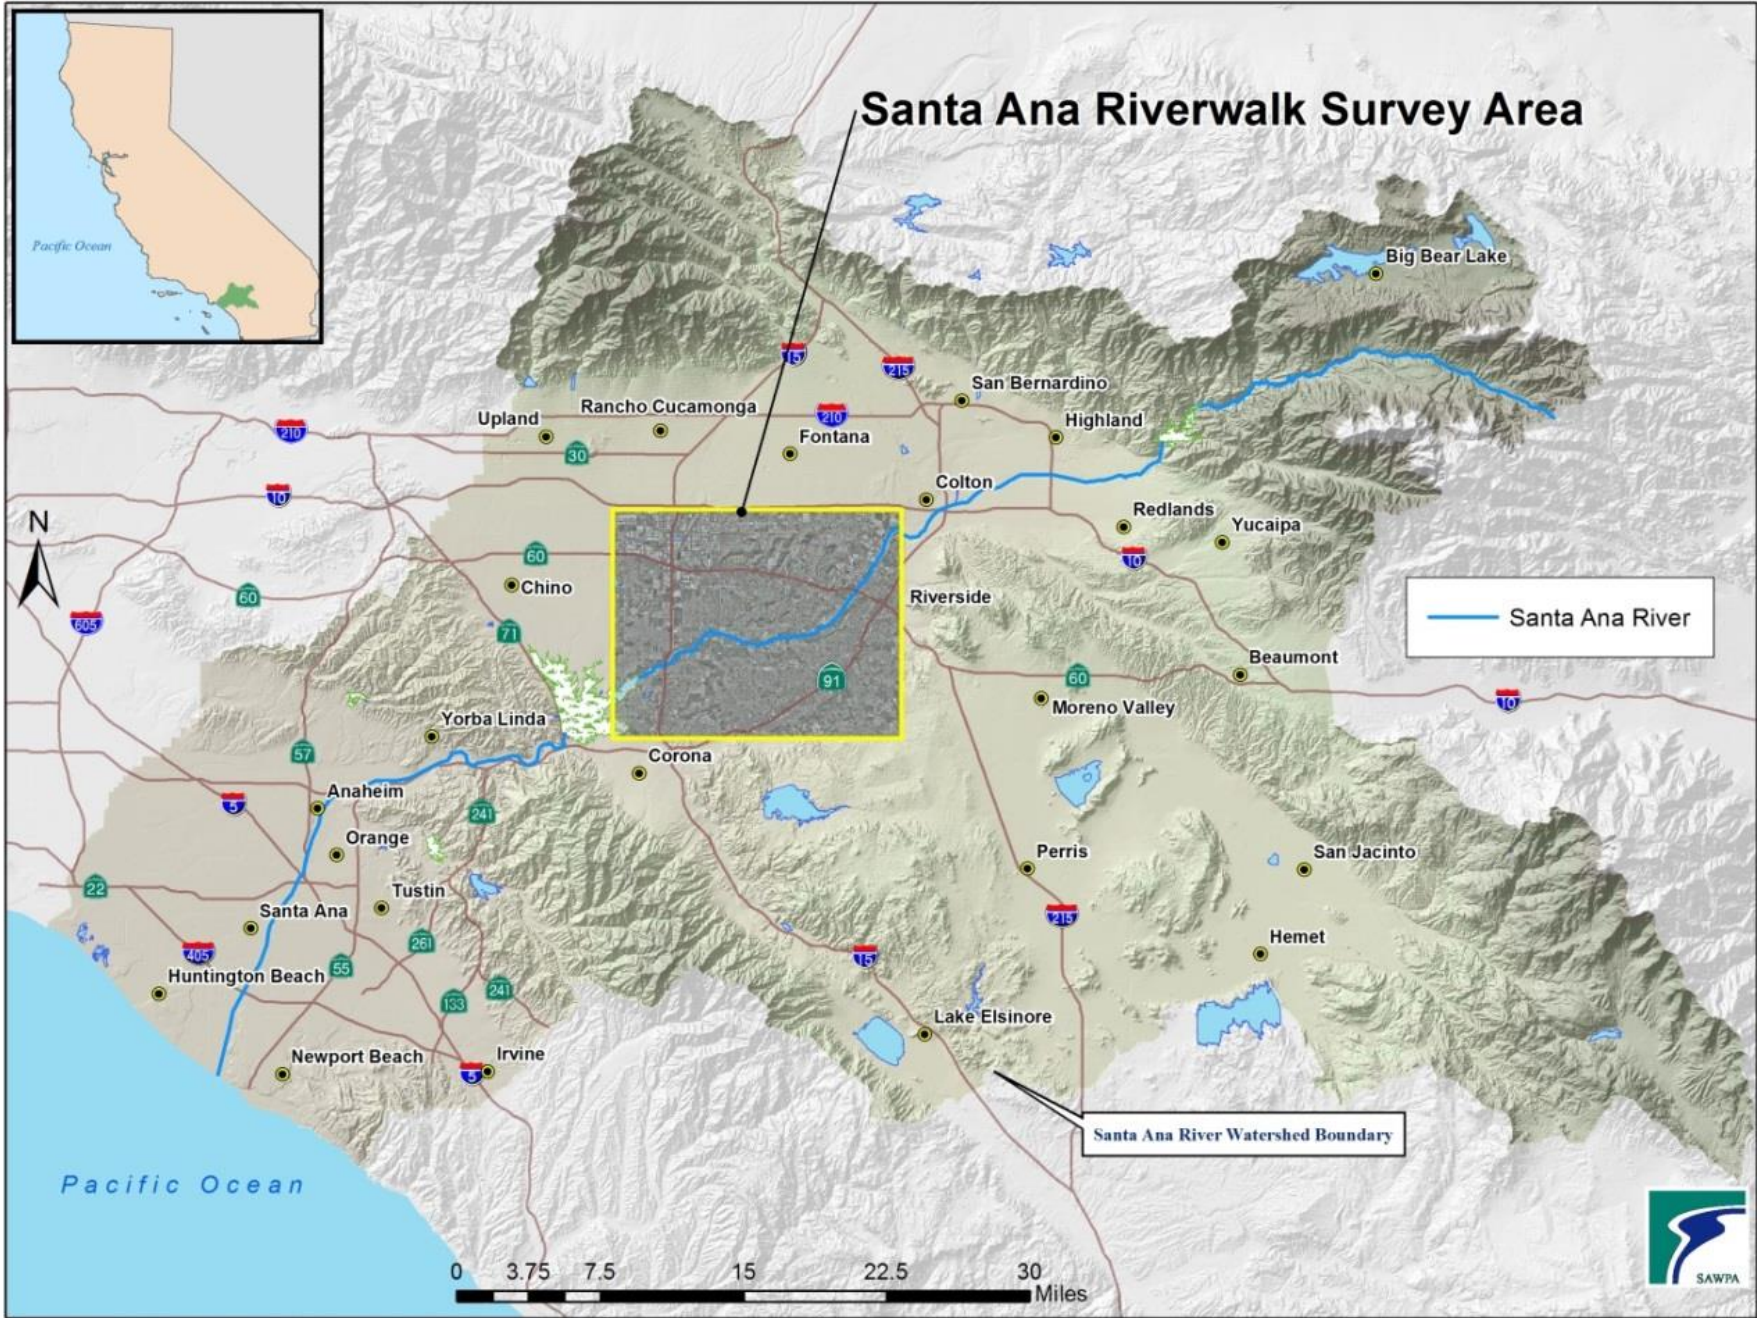 Santa Ana Riverwalk Survey Area
Pacific Ocean
Big Bear Lake
15
215
San Bernardino
Upland
Rancho Cucamonga
210
Highland
210
30
Fontana
10
Colton
Redlands
Yucaipa
N
60
10
Chino
60
Riverside
605
71
Santa Ana River
91
Beaumont
60
10
Moreno Valley
Yorba Linda
57
Corona
Anaheim
5
241
Orange
Perris
San Jacinto
22
Tustin
Santa Ana
215
261
Hemet
405
55
15
Huntington Beach
133
241
Lake Elsinore
Newport Beach
Irvine
5
Santa Ana River Watershed Boundary
Pacific Ocean
0 3.75 7.5 15 22.5 30
Miles
SAWPA